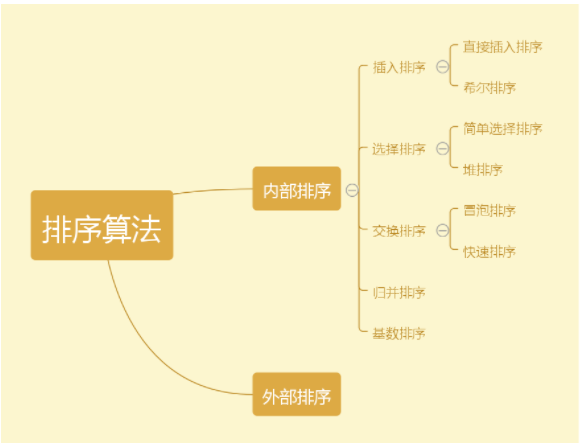 排序算法
内部排序
插入排序
直接插入排序
希尔排序
选择排序
简单选择排序
堆排序
交换排序
冒泡排序
快速排序
归并排序
基数排序
外部排序